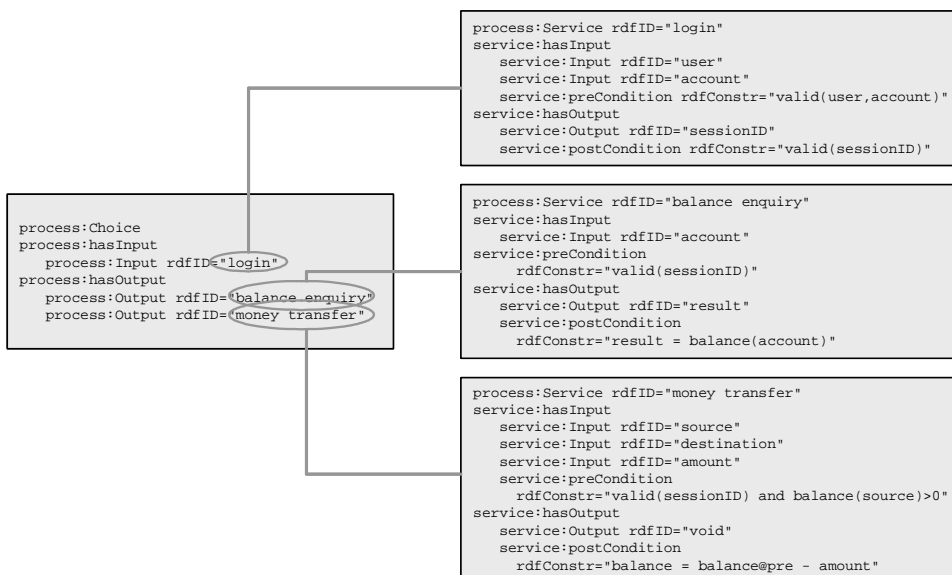 process:Choice
process:hasInput
process:Input rdfID="login"
process:hasOutput
process:Output rdfID="balance enquiry"
process:Output rdfID="money transfer"
process:Service rdfID="login"
service:hasInput
service:Input rdfID="user"
service:Input rdfID="account"
service:preCondition rdfConstr="valid(user,account)"
service:hasOutput
service:Output rdfID="sessionID"
service:postCondition rdfConstr="valid(sessionID)"
process:Service rdfID="balance enquiry"
service:hasInput
service:Input rdfID="account"
service:preCondition
rdfConstr="valid(sessionID)"
service:hasOutput
service:Output rdfID="result"
service:postCondition
rdfConstr="result = balance(account)"
process:Service rdfID="money transfer"
service:hasInput
service:Input rdfID="source"
service:Input rdfID="destination"
service:Input rdfID="amount"
service:preCondition
rdfConstr="valid(sessionID) and balance(source)>0"
service:hasOutput
service:Output rdfID="void"
service:postCondition
rdfConstr="balance = balance@pre - amount"